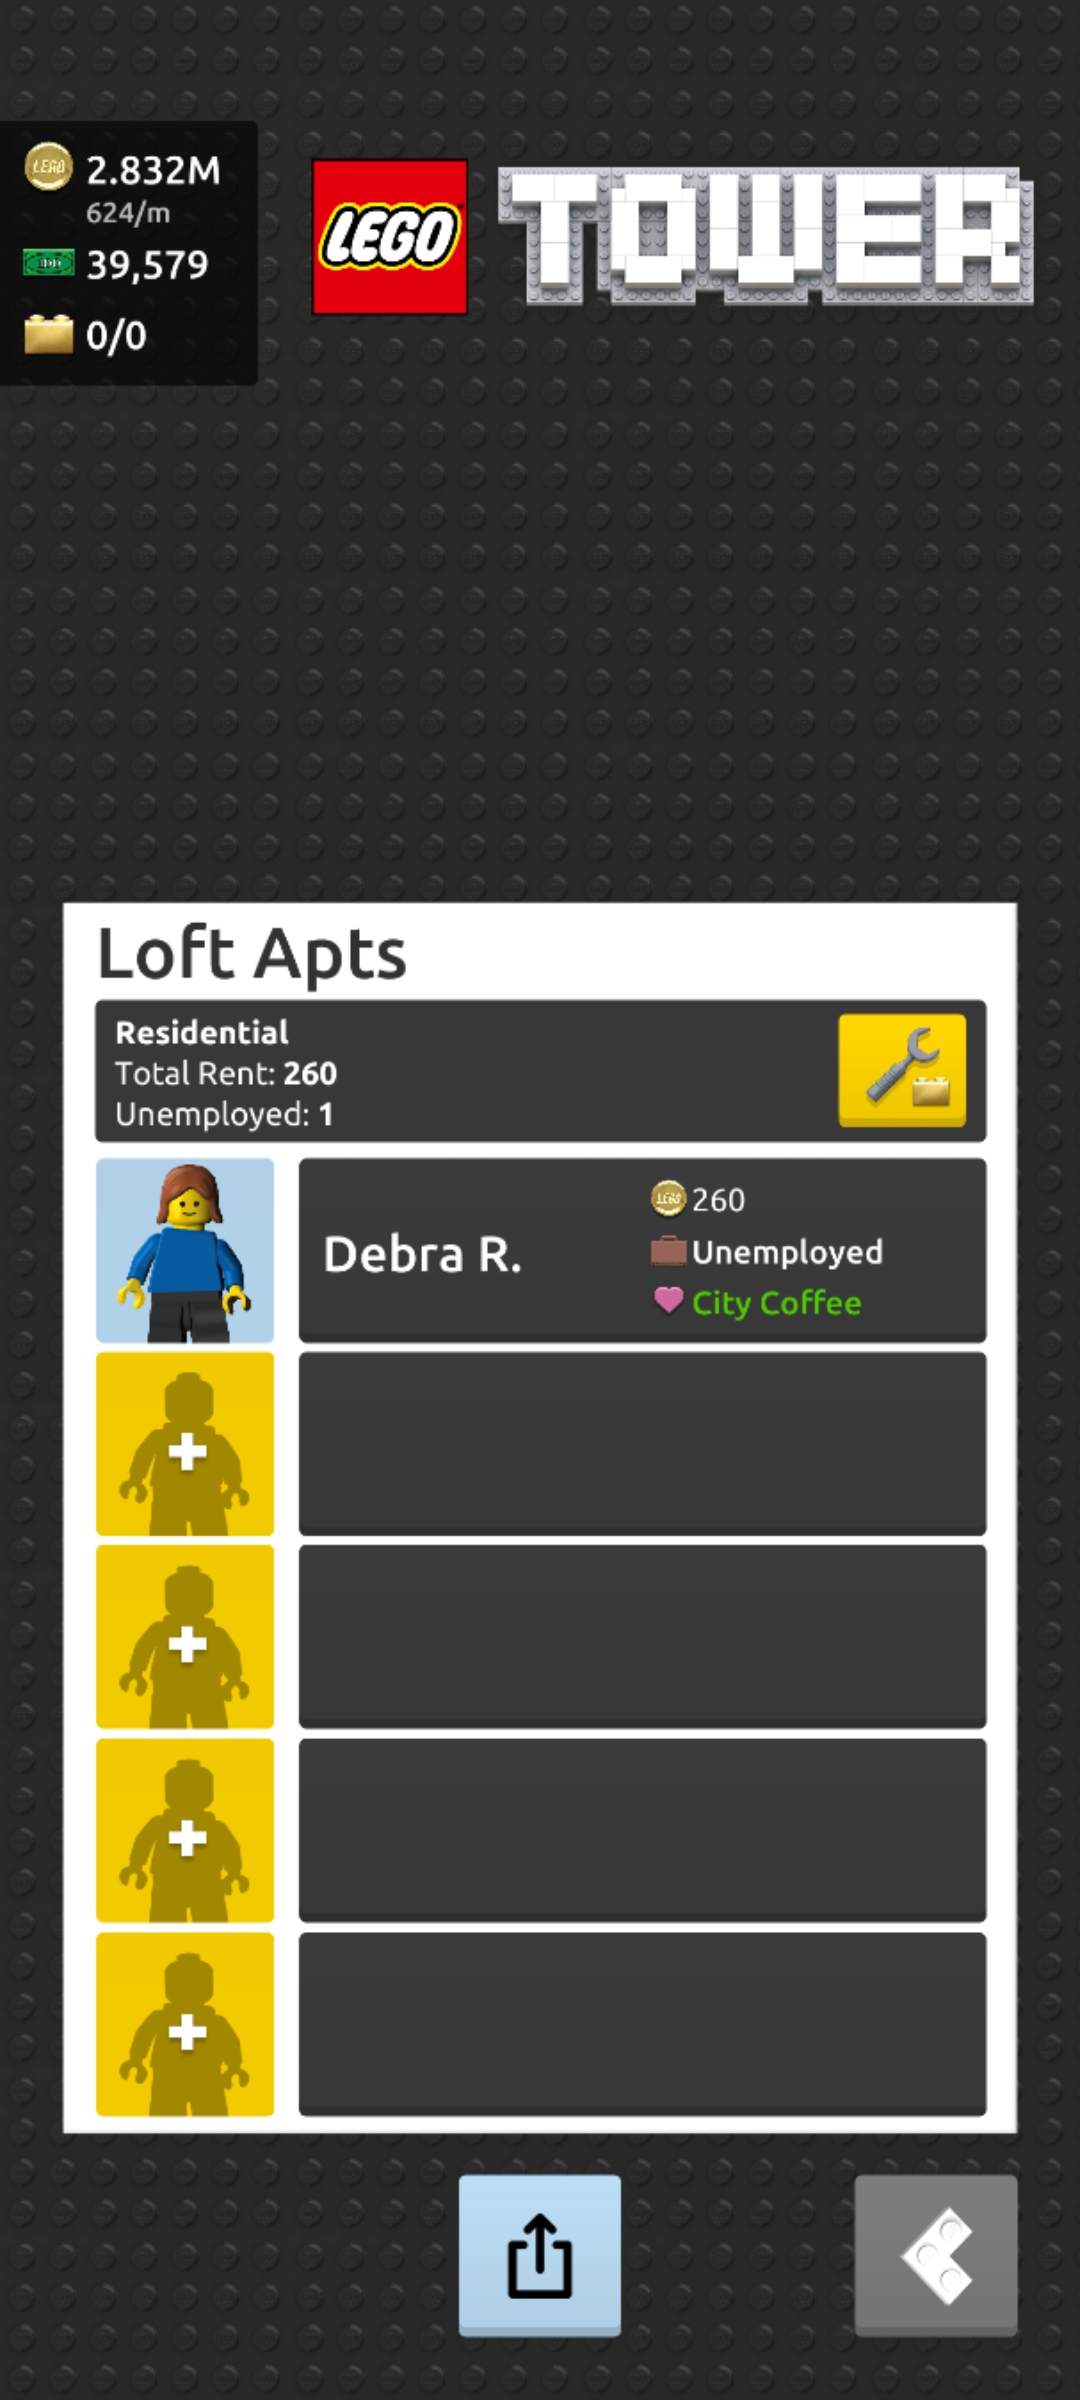 2.832M
624/m
39,579
0/0
LEGO TOWER
Loft Apts
Residential
Total Rent: 260
Unemployed: 1
260
Debra R.
Unemployed
City Coffee